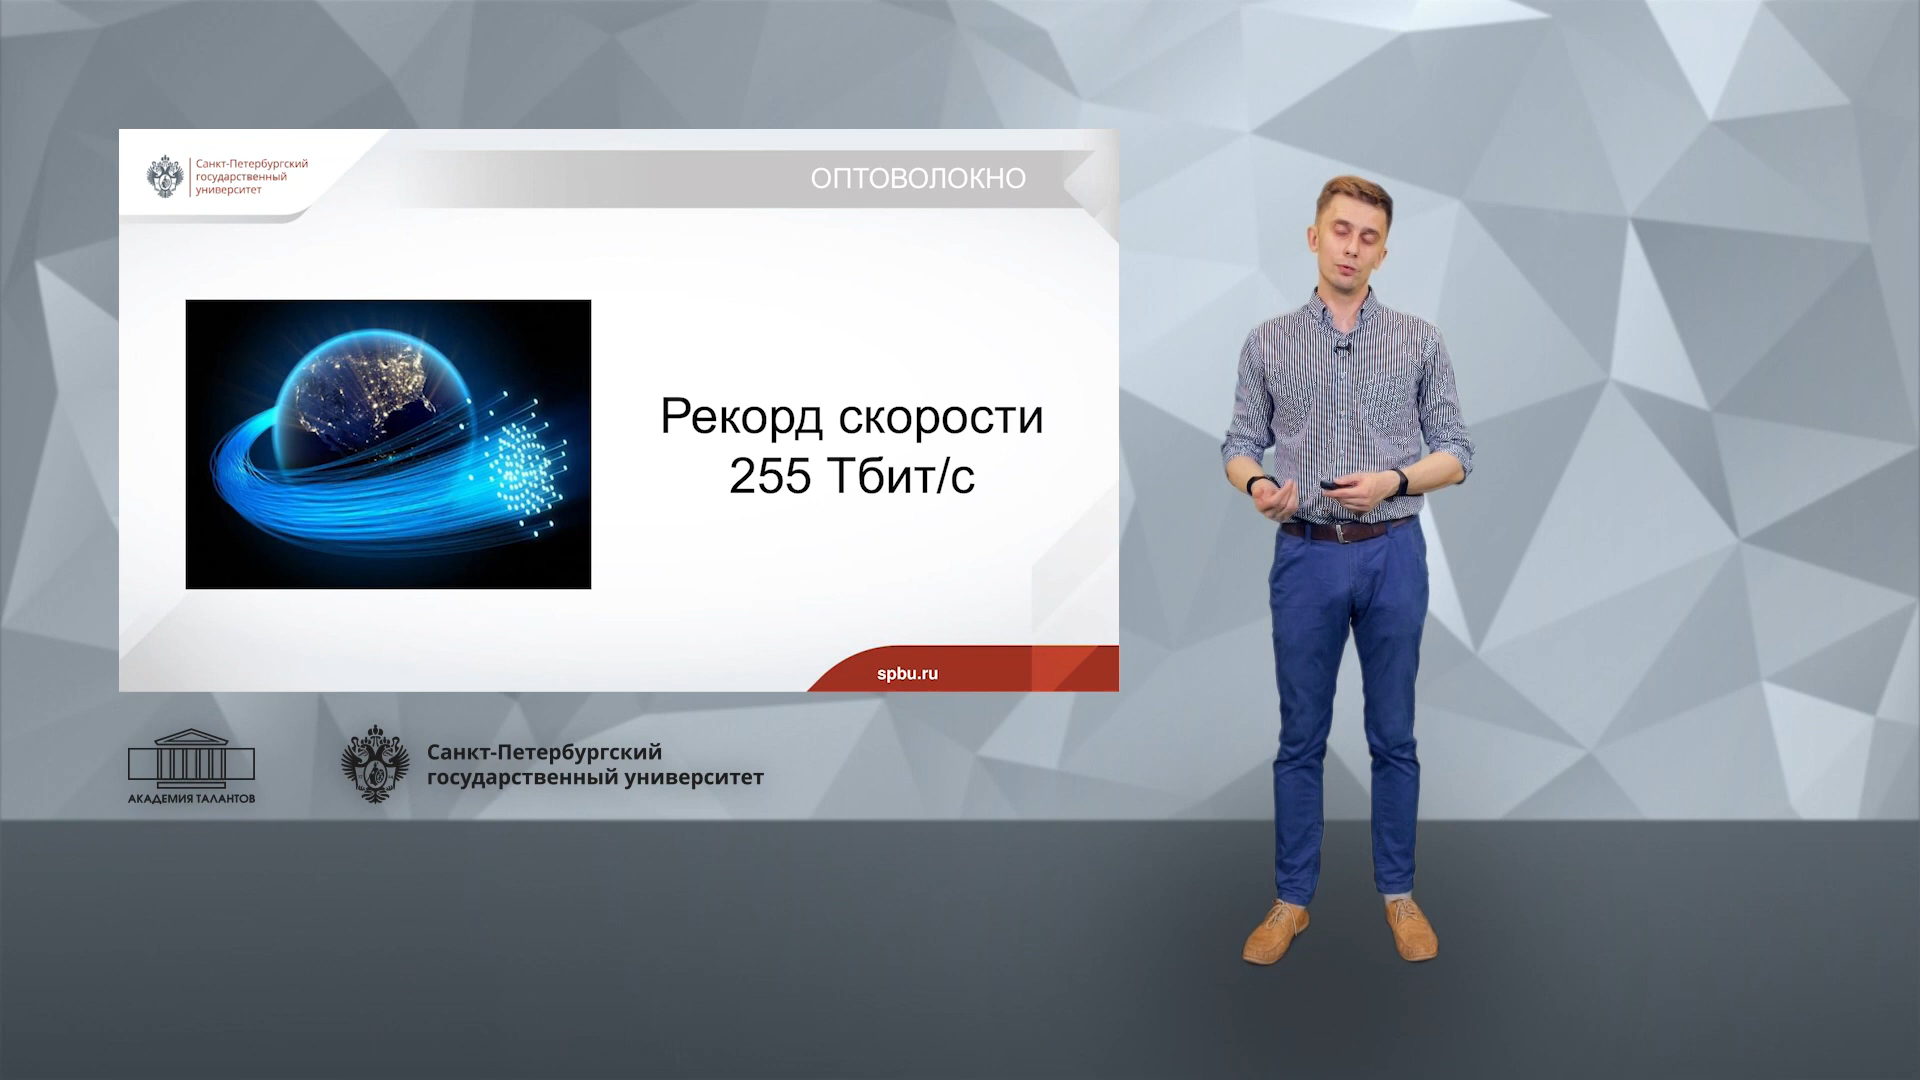 Санкт-Петербургский
государственный
университет
ОПТОВОЛОКНО
Рекорд скорости
255 Тбит/с
spbu.ru
АКАДЕМИЯ ТАЛАНТОВ
Санкт-Петербургский
государственный университет